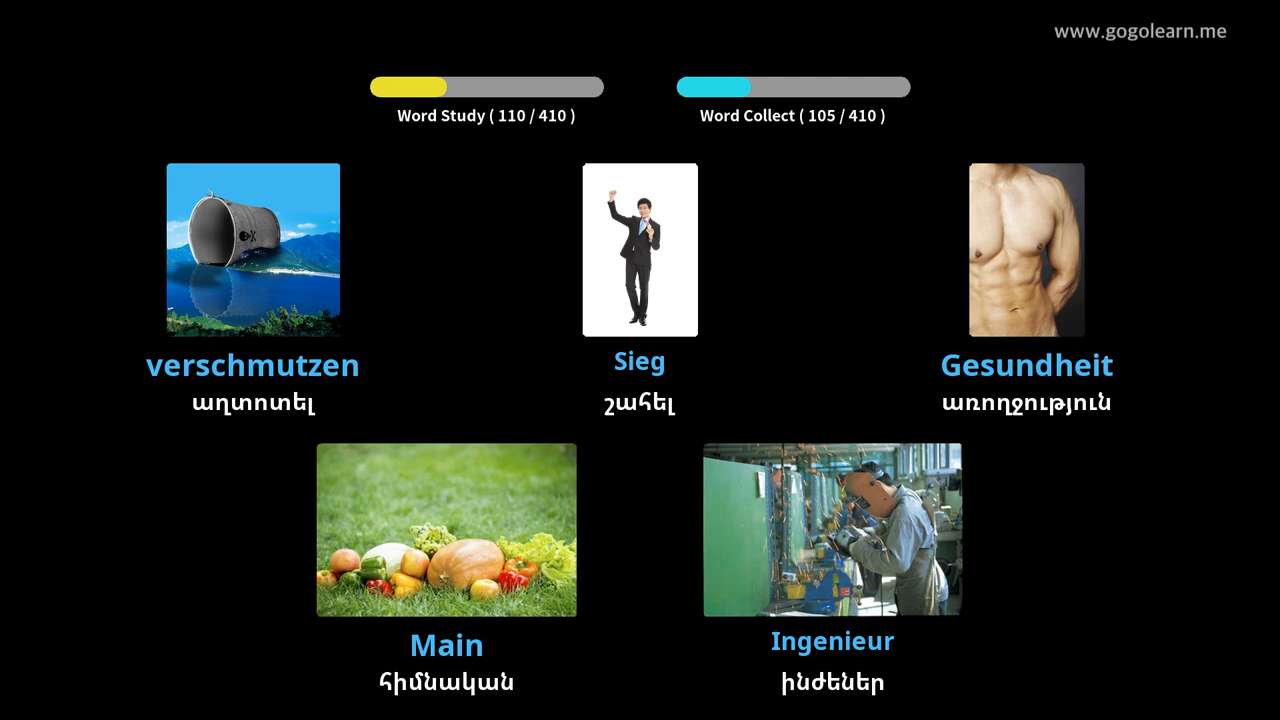 www.gogolearn.me
Word Study ( 110 / 410 )
Word Collect ( 105 / 410 )
verschmutzen
աղտոտել
Sieg
շահել
Gesundheit
առողջություն
Main
հիմնական
Ingenieur
ինժեներ